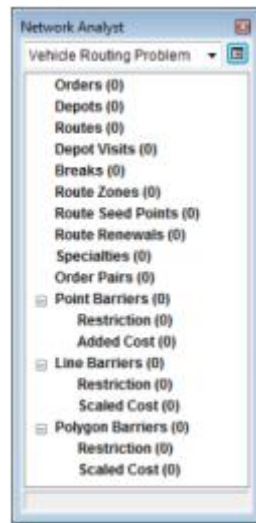 Network Analyst
Vehicle Routing Problem
Orders (0)
Depots (0)
Routes (0)
Depot Visits (0)
Breaks (0)
Route Zones (0)
Route Seed Points (0)
Route Renewals (0)
Specialties (0)
Order Pairs (0)
Point Barriers (0)
Restriction (0)
Added Cost (0)
Line Barriers (0)
Restriction (0)
Scaled Cost (0)
Polygon Barriers (0)
Restriction (0)
Scaled Cost (0)